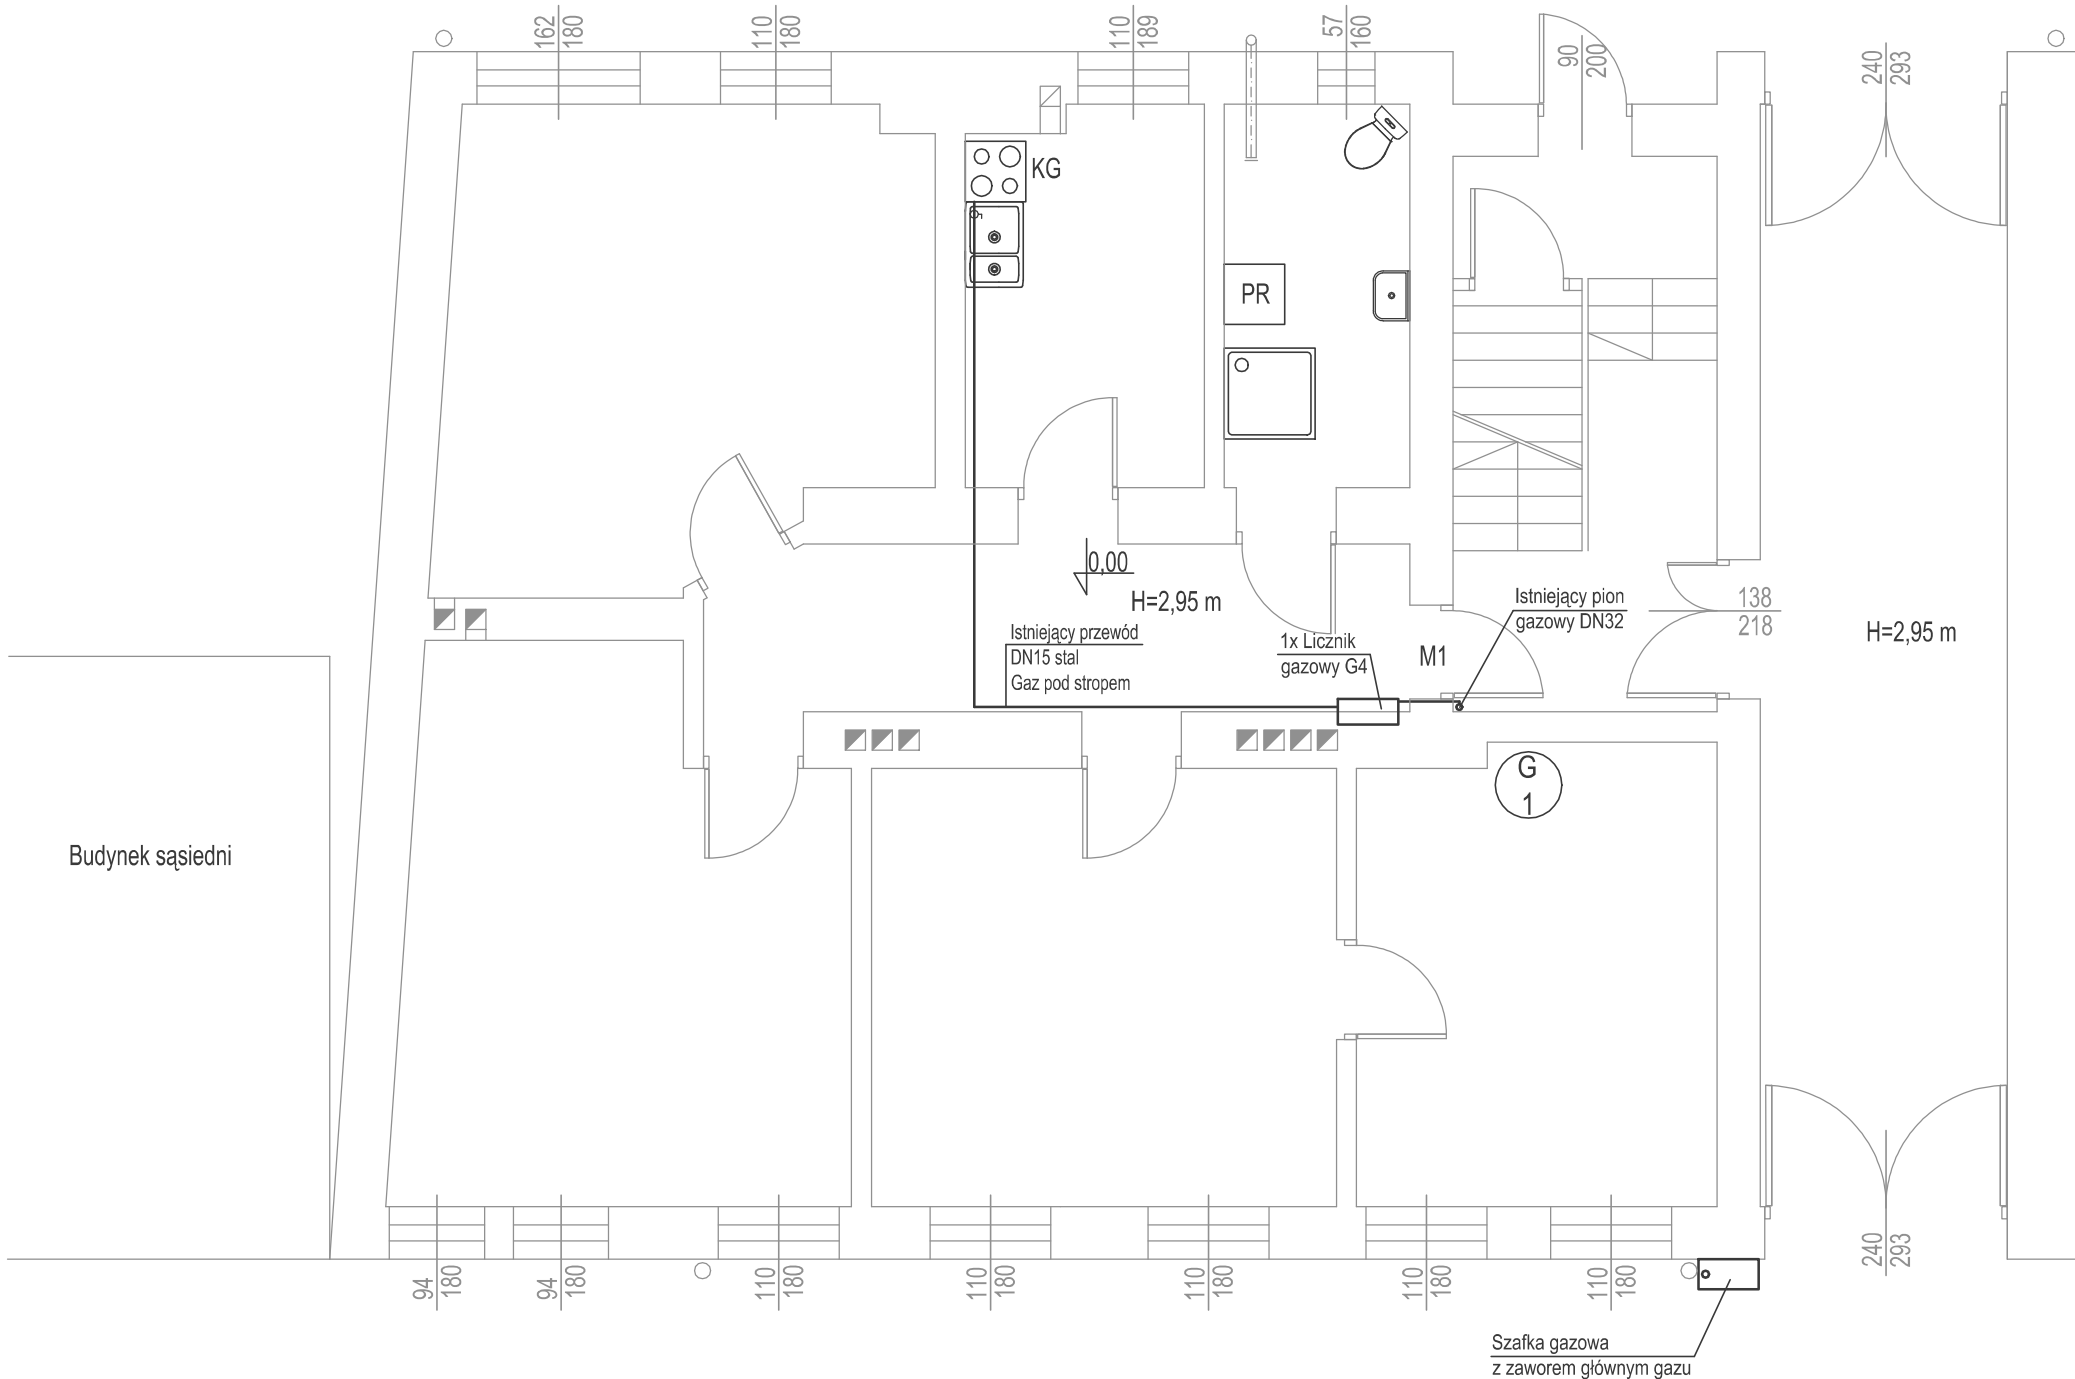 162
180
110
180
110
189
57
160
90
200
240
293
KG
PR
0,00
H=2,95 m
Istniejący przewód
DN15 stal
Gaz pod stropem
1x Licznik
gazowy G4
M1
Istniejący pion
gazowy DN32
138
218
H=2,95 m
G
1
Budynek sąsiedni
94
180
94
180
110
180
110
180
110
180
110
180
110
180
240
293
Szafka gazowa
z zaworem głównym gazu